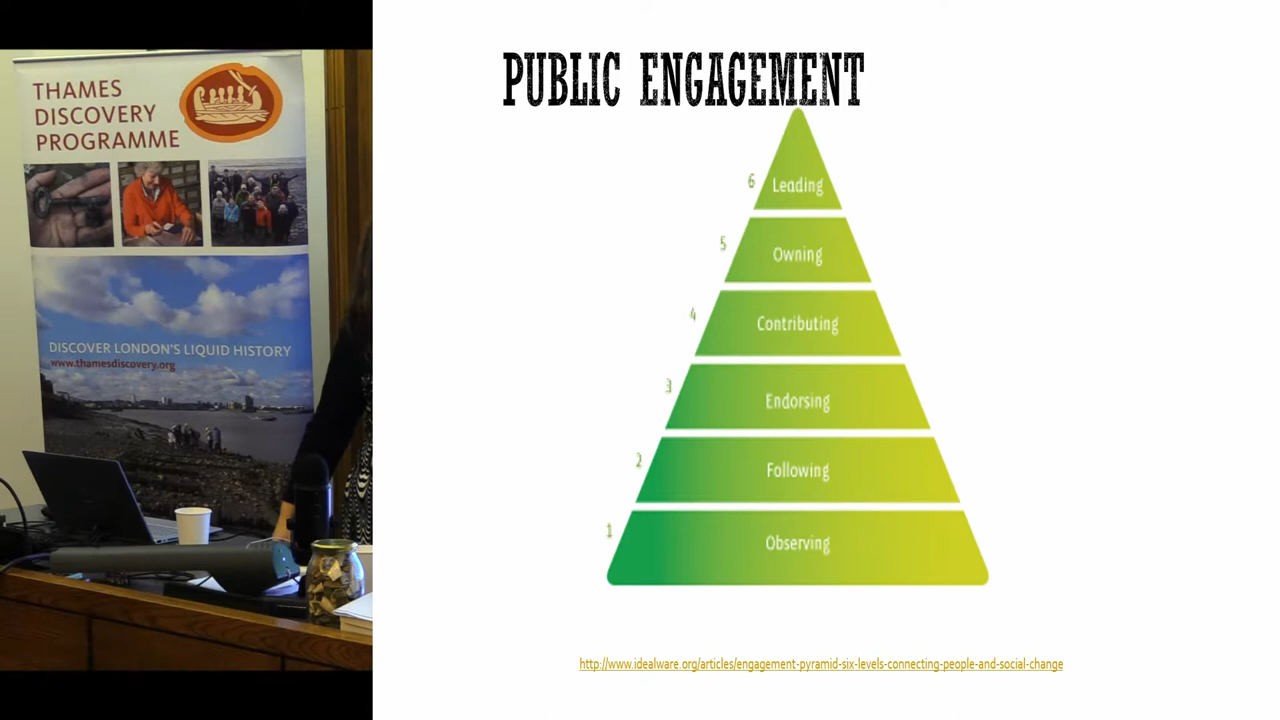 THAMES
DISCOVERY
PROGRAMME
DISCOVER LONDON'S LIQUID HISTORY
www.thamesdiscovery.org
PUBLIC ENGAGEMENT
6 Leading
5 Owning
4 Contributing
3 Endorsing
2 Following
1 Observing
http://www.idealware.org/articles/engagement-pyramid-six-levels-connecting-people-and-social-change